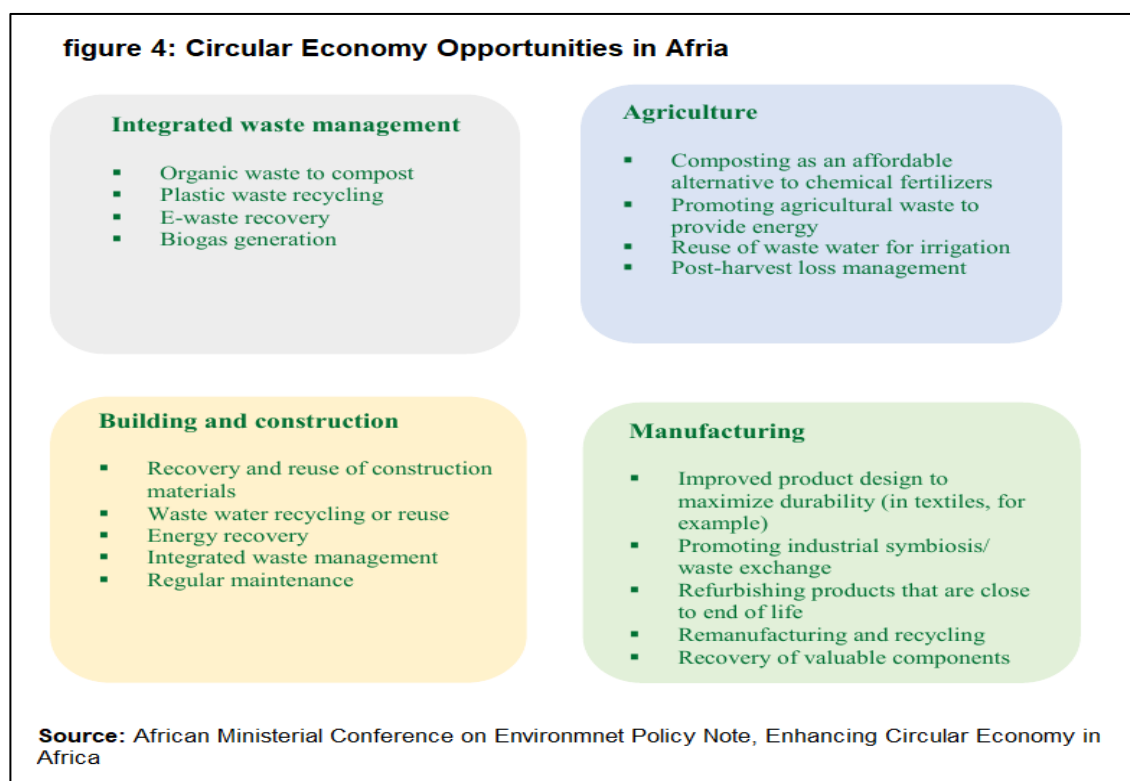 figure 4: Circular Economy Opportunities in Afria
Integrated waste management
▪ Organic waste to compost
▪ Plastic waste recycling
▪ E-waste recovery
▪ Biogas generation
Agriculture
▪ Composting as an affordable
alternative to chemical fertilizers
▪ Promoting agricultural waste to
provide energy
▪ Reuse of waste water for irrigation
▪ Post-harvest loss management
Building and construction
▪ Recovery and reuse of construction
materials
▪ Waste water recycling or reuse
▪ Energy recovery
▪ Integrated waste management
▪ Regular maintenance
Manufacturing
▪ Improved product design to
maximize durability (in textiles, for
example)
▪ Promoting industrial symbiosis/
waste exchange
▪ Refurbishing products that are close
to end of life
▪ Remanufacturing and recycling
▪ Recovery of valuable components
Source: African Ministerial Conference on Environmnet Policy Note, Enhancing Circular Economy in
Africa